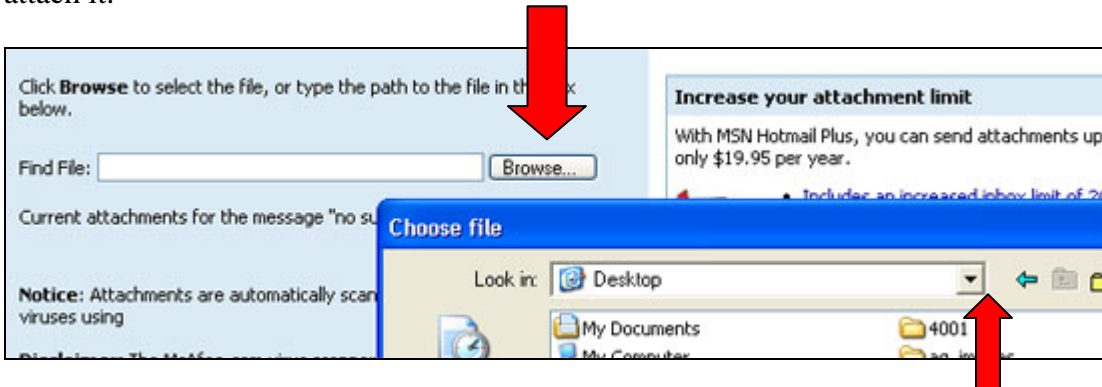 attach it.
Click Browse to select the file, or type the path to the file in the
below.
Find File:
Browse...
Current attachments for the message "no su
Notice: Attachments are automatically scan
viruses using
Increase your attachment limit
With MSN Hotmail Plus, you can send attachments up
only $19.95 per year.
Includes an increased inbox limit of
Choose file
Look in: Desktop
My Documents
4001
My Computer